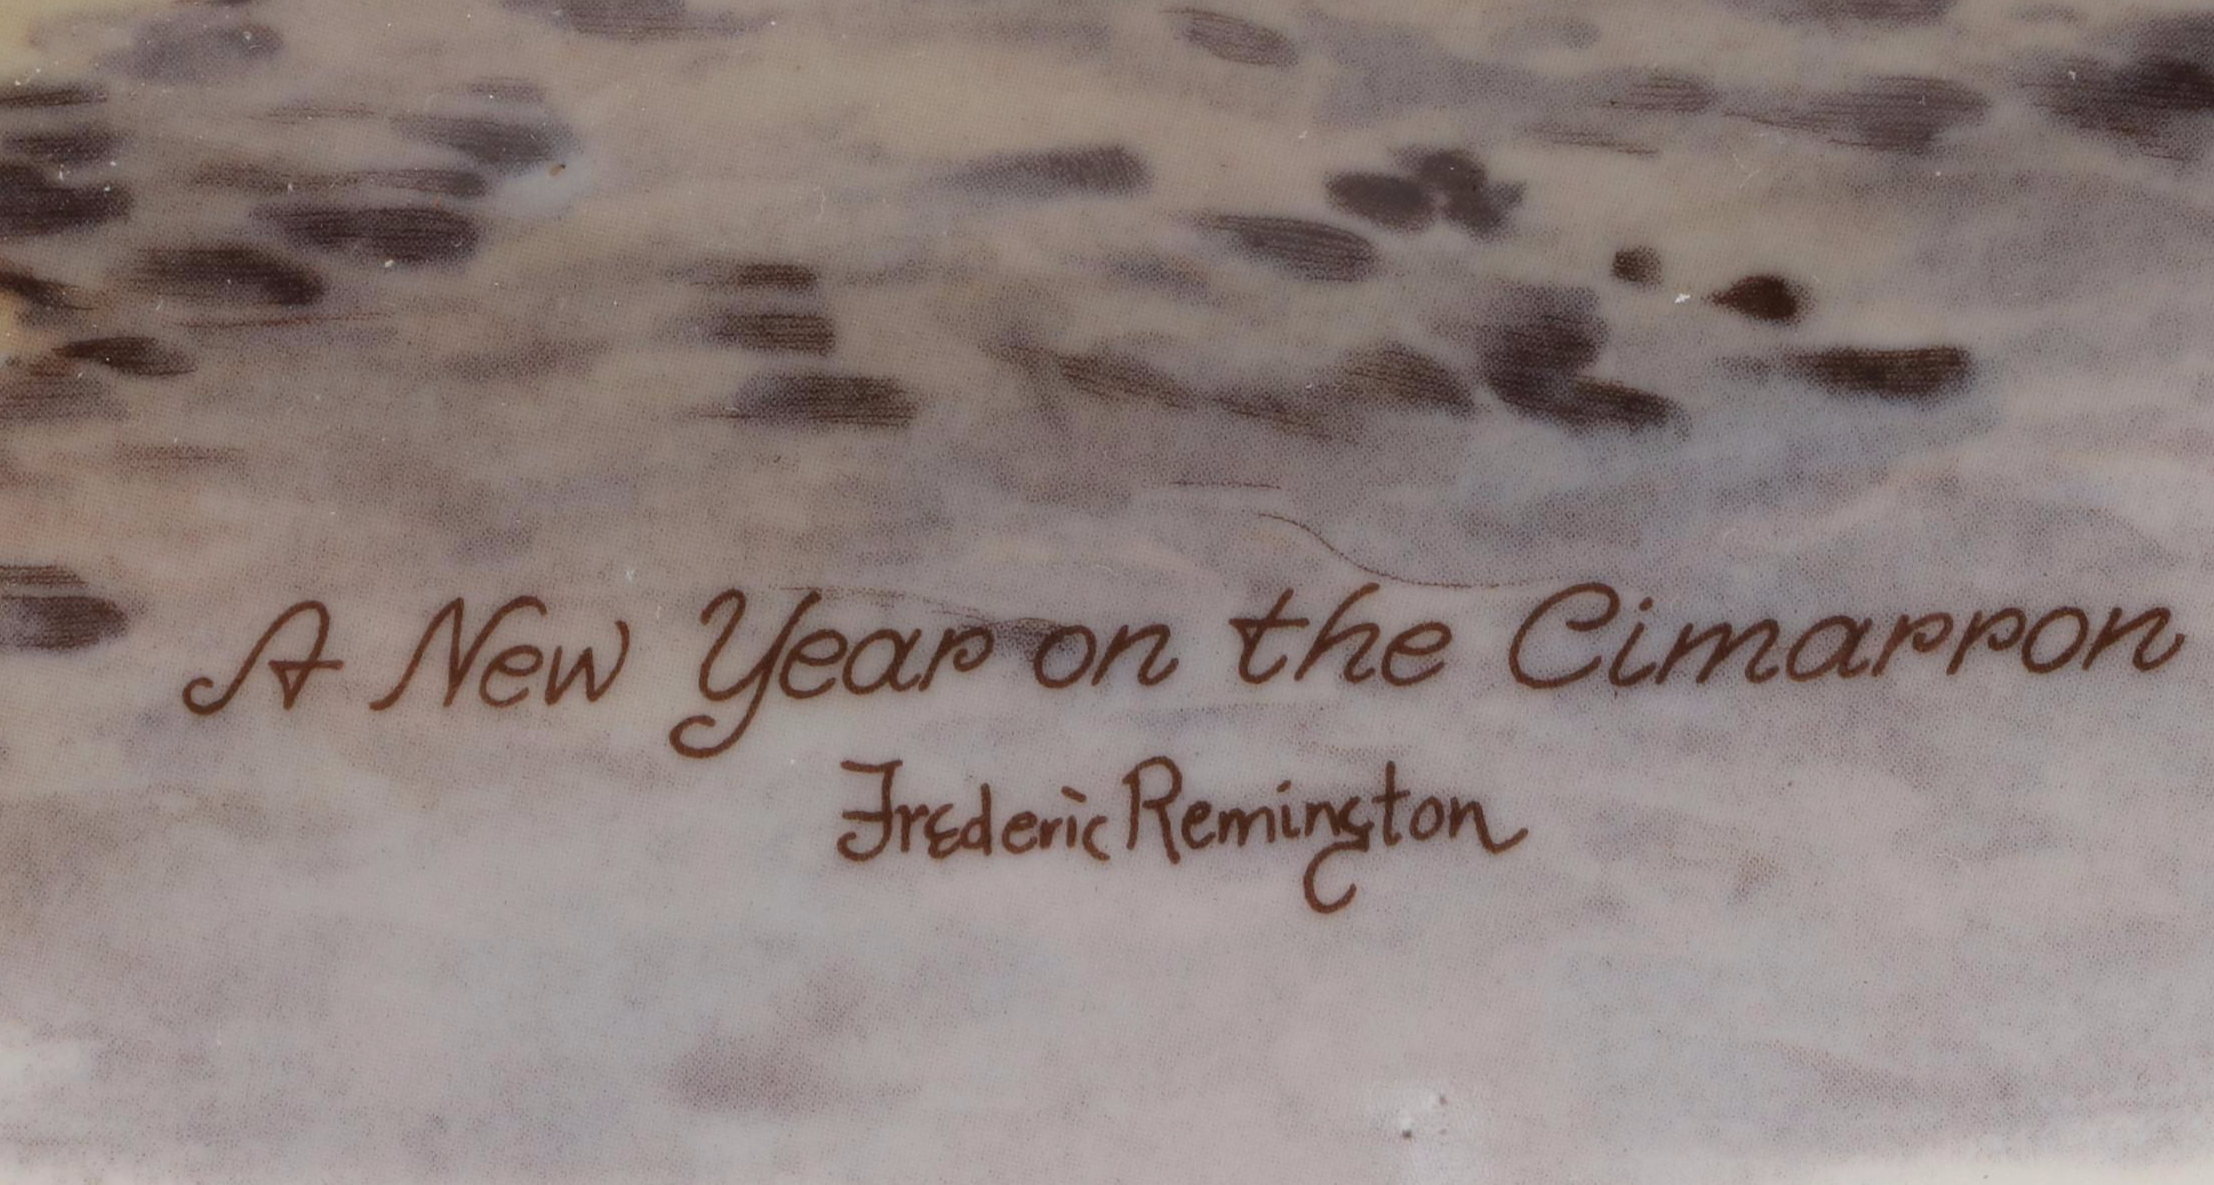 A New Year on the Cimarron
Frederic Remington